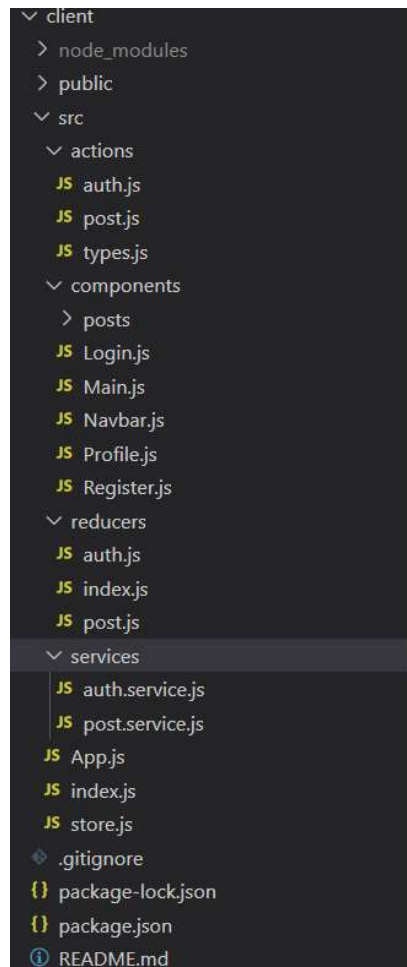 client
node_modules
public
src
actions
JS auth.js
JS post.js
JS types.js
components
posts
JS Login.js
JS Main.js
JS Navbar.js
JS Profile.js
JS Register.js
reducers
JS auth.js
JS index.js
JS post.js
services
JS auth.service.js
JS post.service.js
JS App.js
JS index.js
JS store.js
.gitignore
{} package-lock.json
{} package.json
README.md